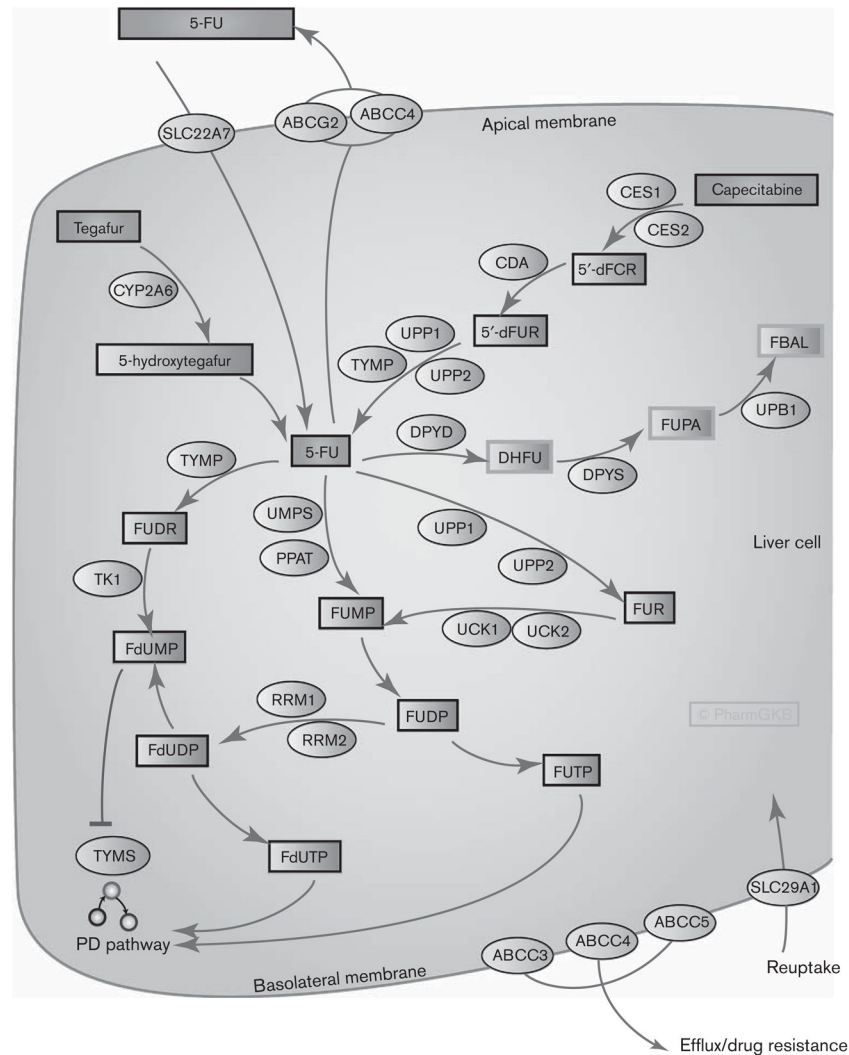 5-FU
SLC22A7
ABCG2
ABCC4
Apical membrane
CES1
Capecitabine
CES2
Tegafur
CDA
5′-dFCR
CYP2A6
5′-dFUR
UPP1
FBAL
5-hydroxytegafur
TYMP
UPP2
UPB1
FUPA
DPYD
5-FU
DHFU
TYMP
DPYS
UMPS
FUDR
UPP1
Liver cell
PPAT
UPP2
TK1
FUMP
FUR
UCK1
UCK2
FdUMP
RRM1
FUDP
© PharmGKB
RRM2
FdUDP
FUTP
TYMS
FdUTP
SLC29A1
ABCC5
PD pathway
ABCC4
ABCC3
Reuptake
Basolateral membrane
Efflux/drug resistance